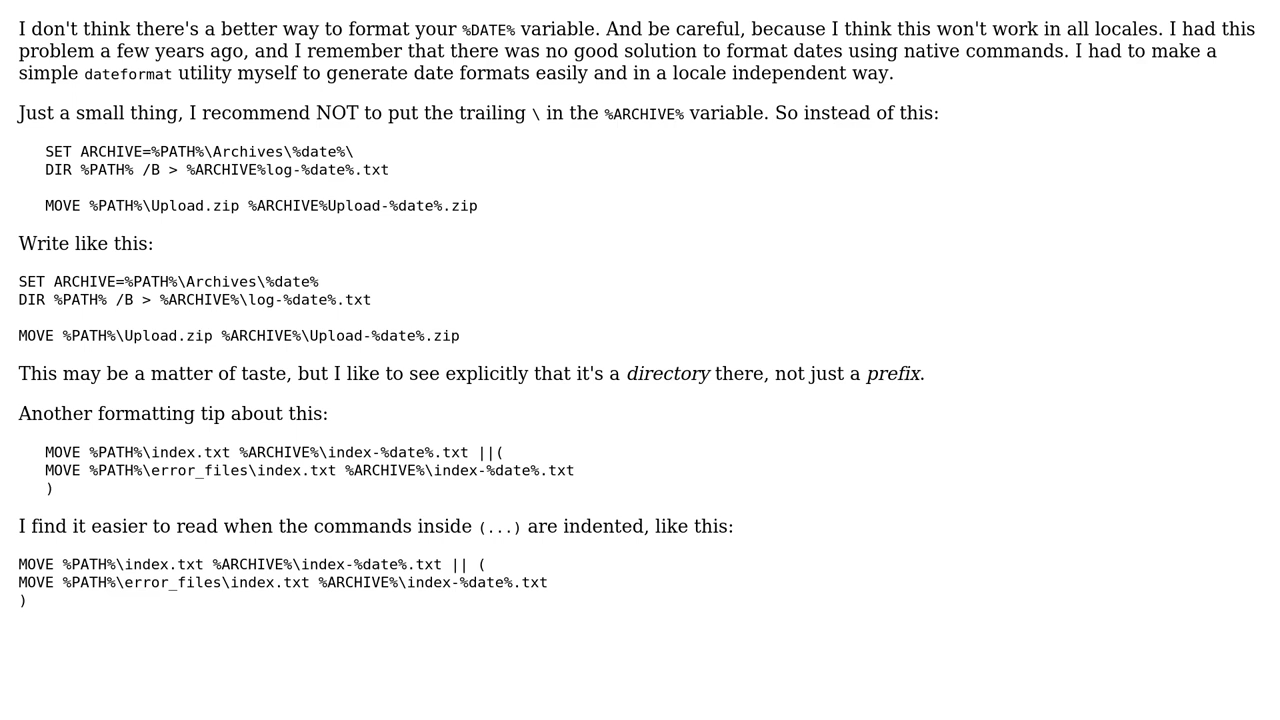 I don't think there's a better way to format your %DATE% variable. And be careful, because I think this won't work in all locales. I had this
problem a few years ago, and I remember that there was no good solution to format dates using native commands. I had to make a
simple dateformat utility myself to generate date formats easily and in a locale independent way.
Just a small thing, I recommend NOT to put the trailing \ in the %ARCHIVE% variable. So instead of this:
SET ARCHIVE=%PATH%\Archives\%date%\
DIR %PATH% /B > %ARCHIVE%log-%date%.txt
MOVE %PATH%\Upload.zip %ARCHIVE%Upload-%date%.zip
Write like this:
SET ARCHIVE=%PATH%\Archives\%date%
DIR %PATH% /B > %ARCHIVE%\log-%date%.txt
MOVE %PATH%\Upload.zip %ARCHIVE%\Upload-%date%.zip
This may be a matter of taste, but I like to see explicitly that it's a directory there, not just a prefix.
Another formatting tip about this:
MOVE %PATH%\index.txt %ARCHIVE%\index-%date%.txt ||(
MOVE %PATH%\error_files\index.txt %ARCHIVE%\index-%date%.txt
)
I find it easier to read when the commands inside (...) are indented, like this:
MOVE %PATH%\index.txt %ARCHIVE%\index-%date%.txt || (
MOVE %PATH%\error_files\index.txt %ARCHIVE%\index-%date%.txt
)